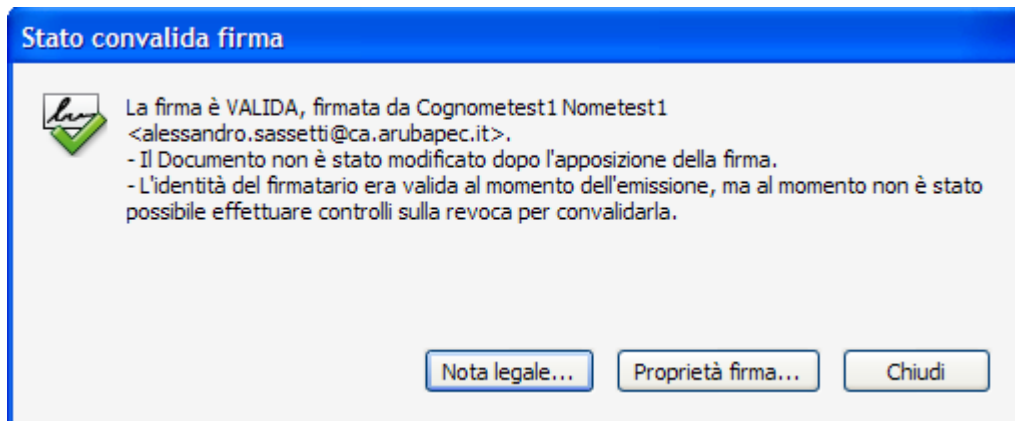 Stato convalida firma
La firma è VALIDA, firmata da Cognometest1 Nometest1
<alessandro.sassetti@ca.arubapec.it>.
- Il Documento non è stato modificato dopo l'apposizione della firma.
- L'identità del firmatario era valida al momento dell'emissione, ma al momento non è stato
possibile effettuare controlli sulla revoca per convalidarla.
Nota legale... Proprietà firma... Chiudi